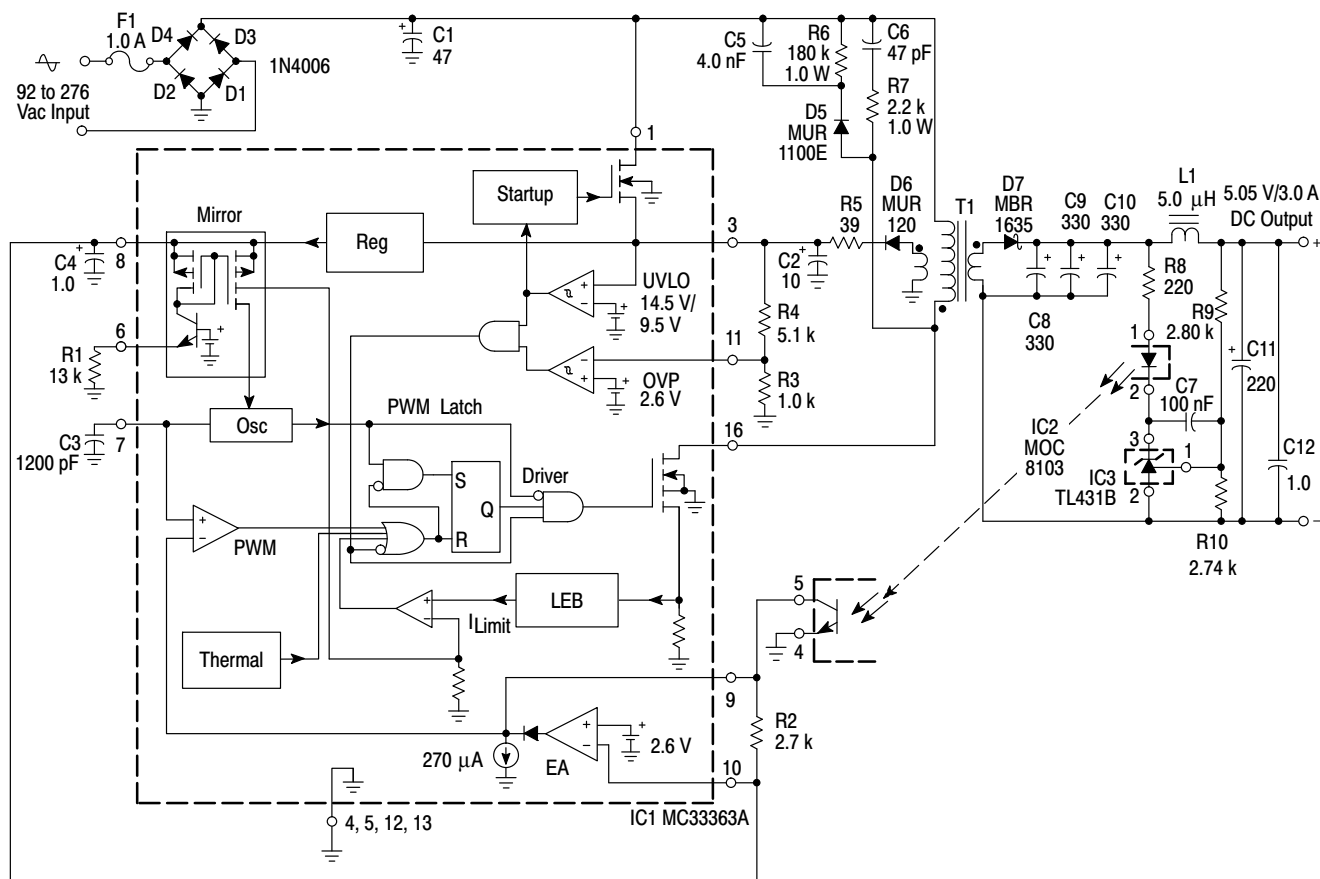 F1
1.0 A
D4
D3
D2
D1
1N4006
92 to 276
Vac Input
+
C1
47
C5
4.0 nF
R6
180 k
1.0 W
C6
47 pF
R7
2.2 k
1.0 W
D5
MUR
1100E
1
Startup
Mirror
Reg
8
+
C4
1.0
6
R1
13 k
+
C3
1200 pF
7
Osc
PWM Latch
UVLO
14.5 V/
9.5 V
+
−
+
OVP
2.6 V
−
+
+
3
11
16
+
C2
10
R4
5.1 k
R3
1.0 k
R5
39
D6
MUR
120
T1
D7
MBR
1635
C9
330
C10
330
+
+
+
C8
330
L1
5.0 µH
5.05 V/3.0 A
DC Output
+
−
R8
220
R9
2.80 k
1
2
C7
100 nF
IC2
MOC
8103
3
1
IC3
TL431B
2
+
C11
220
C12
1.0
R10
2.74 k
S
Q
R
Driver
+
−
PWM
+
−
ILimit
LEB
Thermal
5
4
9
R2
2.7 k
10
270 µA
+
−
EA
+
2.6 V
4, 5, 12, 13
IC1 MC33363A